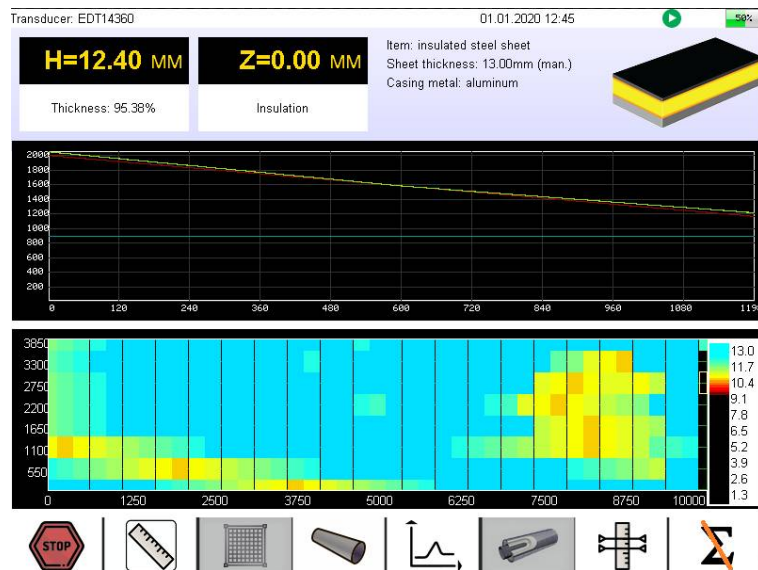 Transducer: EDT14360 01.01.2020 12:45 50%
H=12.40 MM
Thickness: 95.38%
Z=0.00 MM
Insulation
Item: insulated steel sheet
Sheet thickness: 13.00mm (man.)
Casing metal: aluminum
2000
1800
1600
1400
1200
1000
800
600
400
200
0 120 240 360 480 600 720 840 960 1080 119
3850
3300
2750
2200
1650
1100
550
0 1250 2500 3750 5000 6250 7500 8750 10000
13.0
11.7
10.4
9.1
7.8
6.5
5.2
3.9
2.6
1.3
STOP
Σ